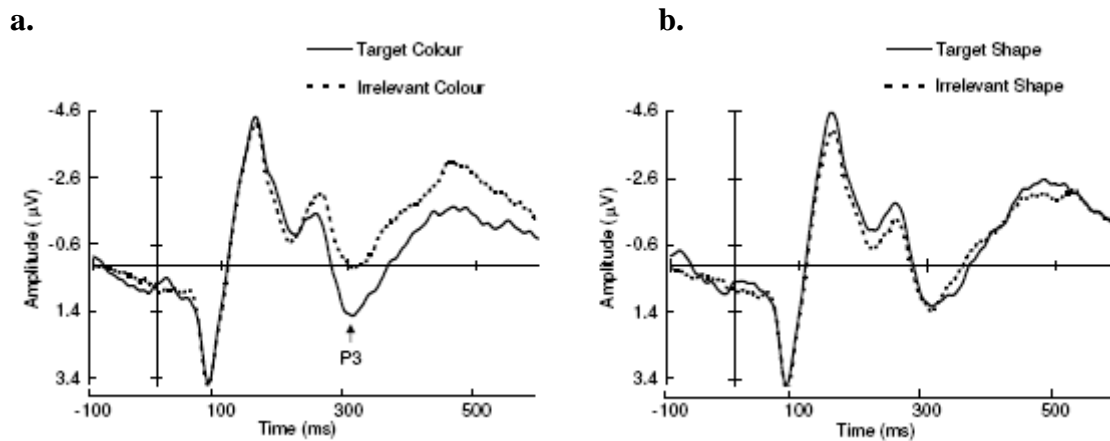 a.
Target Colour
Irrelevant Colour
-4.6
-2.6
-0.6
1.4
3.4
Amplitude ( µV)
P3
-100
100
300
500
Time (ms)
b.
Target Shape
Irrelevant Shape
-4.6
-2.6
-0.6
1.4
3.4
Amplitude ( µV)
-100
100
300
500
Time (ms)